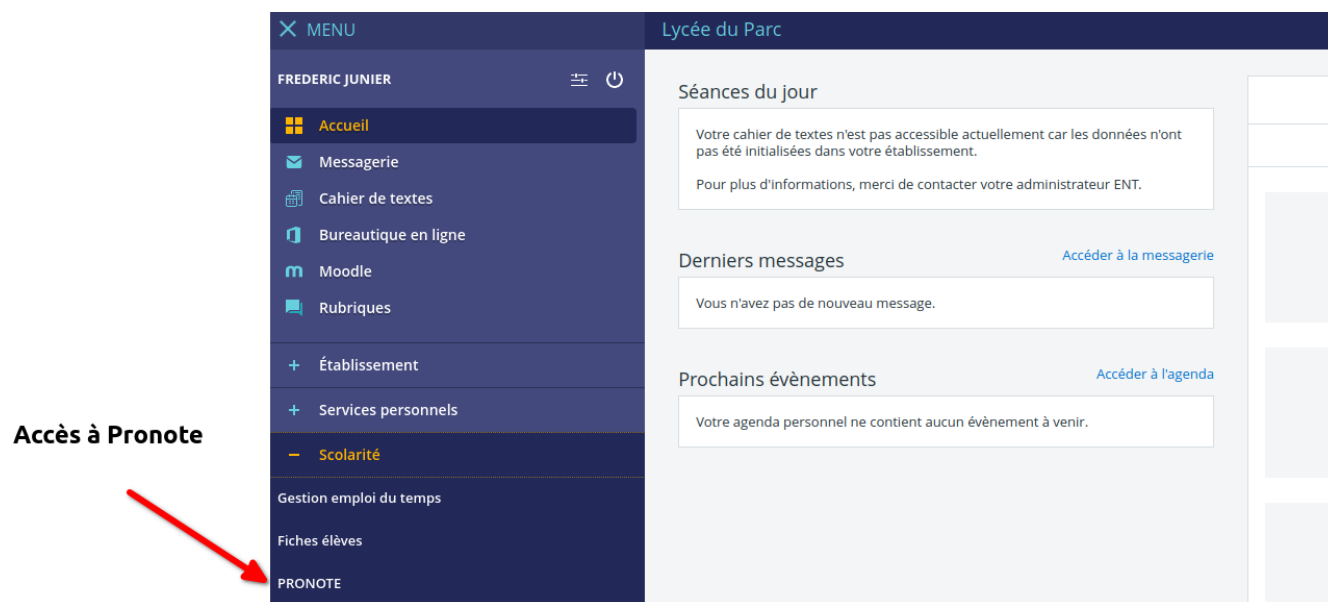 MENU
Lycée du Parc
FREDERIC JUNIER
Accueil
Messagerie
Cahier de textes
Bureautique en ligne
Moodle
Rubriques
Établissement
Services personnels
Scolarité
Gestion emploi du temps
Fiches élèves
PRONOTE
Accès à Pronote
Séances du jour
Votre cahier de textes n'est pas accessible actuellement car les données n'ont
pas été initialisées dans votre établissement.
Pour plus d'informations, merci de contacter votre administrateur ENT.
Derniers messages
Accéder à la messagerie
Vous n'avez pas de nouveau message.
Prochains évènements
Accéder à l'agenda
Votre agenda personnel ne contient aucun évènement à venir.